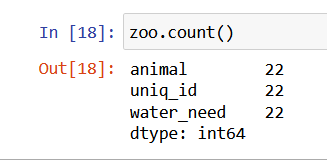 In [18]: zoo.count()
Out[18]: animal 22
uniq_id 22
water_need 22
dtype: int64